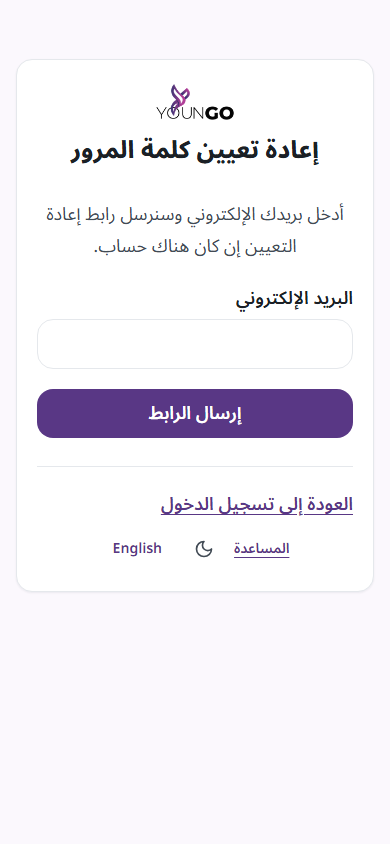 YOUNGO
إعادة تعيين كلمة المرور
أدخل بريدك الإلكتروني وسنرسل رابط إعادة
التعيين إن كان هناك حساب.
البريد الإلكتروني
إرسال الرابط
العودة إلى تسجيل الدخول
المساعدة English